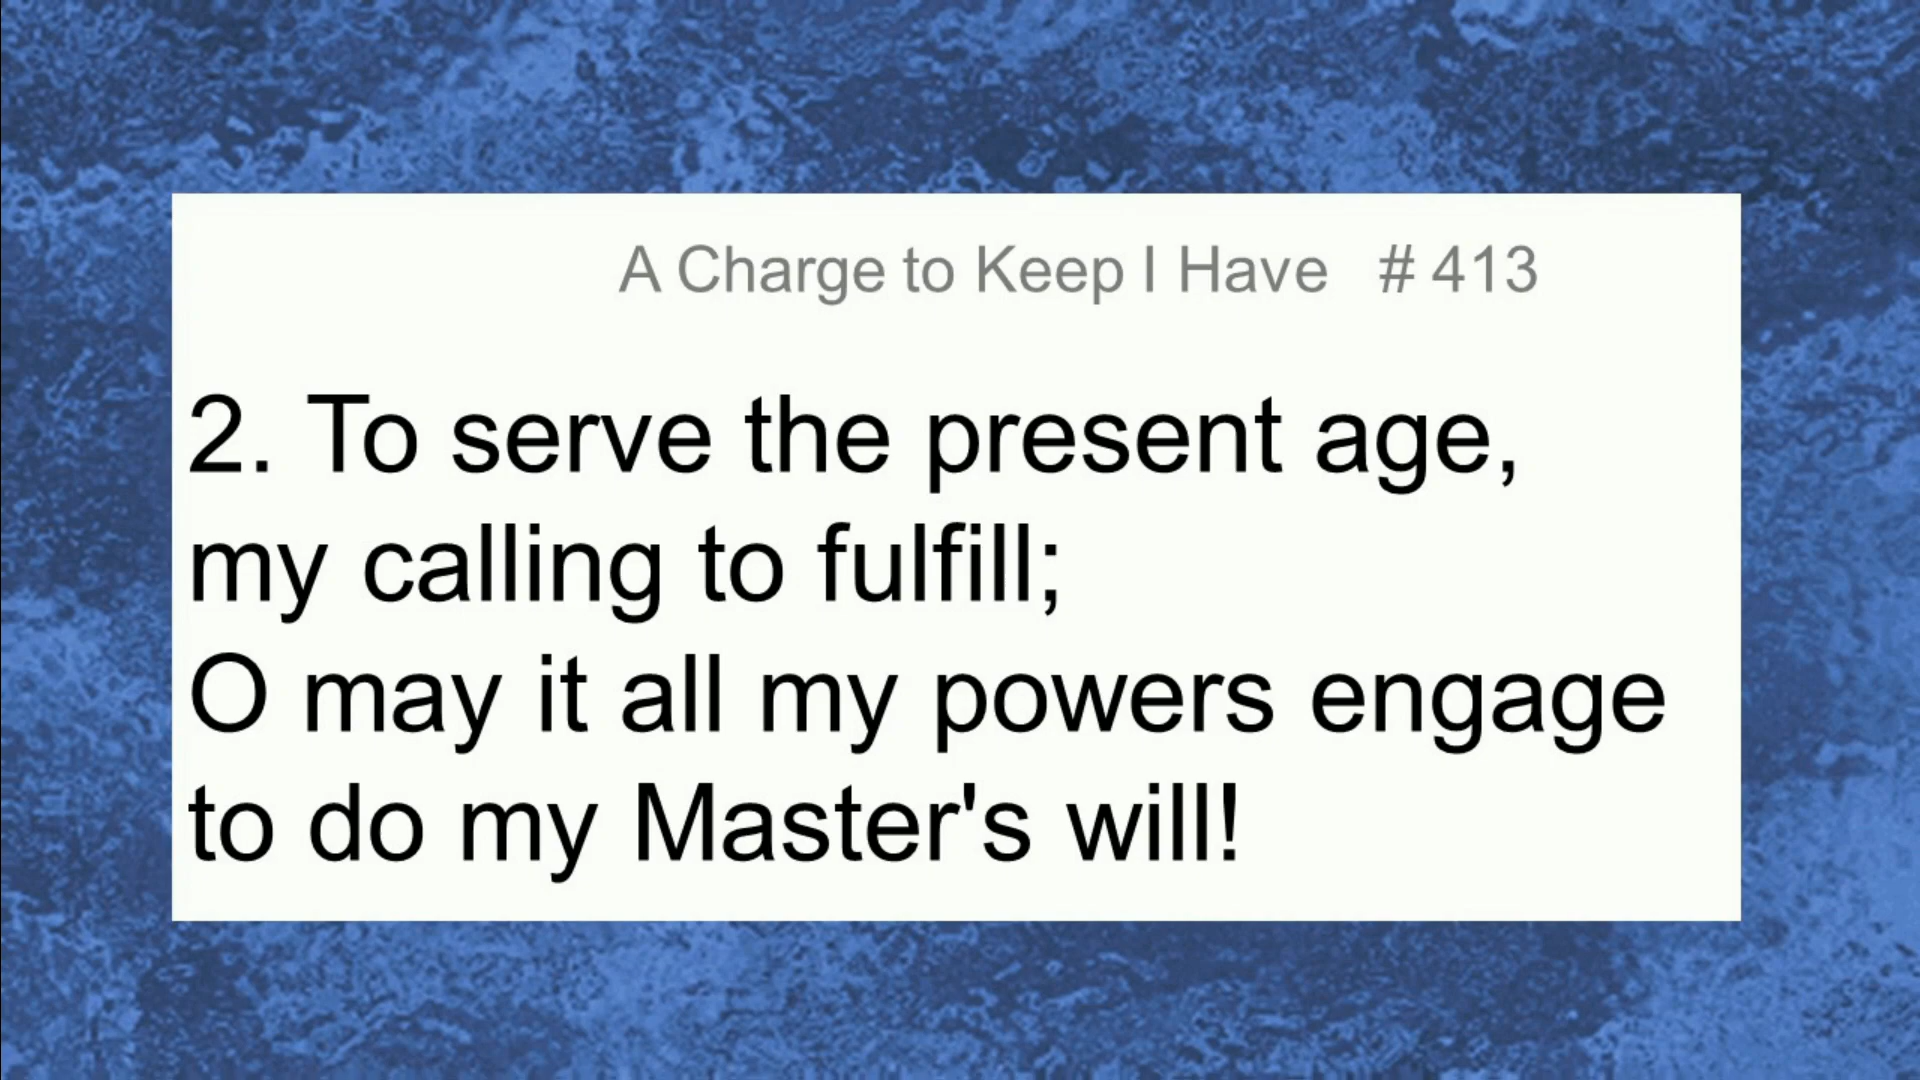 A Charge to Keep I Have # 413
2. To serve the present age,
my calling to fulfill;
O may it all my powers engage
to do my Master's will!